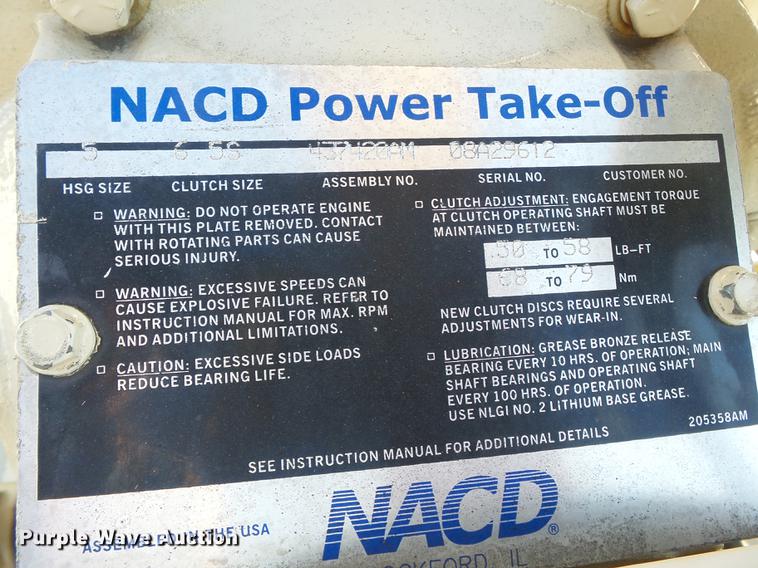 NACD Power Take-Off
5 6.5S 437420AM 08A29612
HSG SIZE CLUTCH SIZE ASSEMBLY NO. SERIAL NO. CUSTOMER NO.
WARNING: DO NOT OPERATE ENGINE
WITH THIS PLATE REMOVED. CONTACT
WITH ROTATING PARTS CAN CAUSE
SERIOUS INJURY.
WARNING: EXCESSIVE SPEEDS CAN
CAUSE EXPLOSIVE FAILURE. REFER TO
INSTRUCTION MANUAL FOR MAX. RPM
AND ADDITIONAL LIMITATIONS.
CAUTION: EXCESSIVE SIDE LOADS
REDUCE BEARING LIFE.
CLUTCH ADJUSTMENT: ENGAGEMENT TORQUE
AT CLUTCH OPERATING SHAFT MUST BE
MAINTAINED BETWEEN:
50 TO 58 LB-FT
68 TO 79 Nm
NEW CLUTCH DISCS REQUIRE SEVERAL
ADJUSTMENTS FOR WEAR-IN.
LUBRICATION: GREASE BRONZE RELEASE
BEARING EVERY 10 HRS. OF OPERATION; MAIN
SHAFT BEARINGS AND OPERATING SHAFT
EVERY 100 HRS. OF OPERATION.
USE NLGI NO. 2 LITHIUM BASE GREASE.
205358AM
SEE INSTRUCTION MANUAL FOR ADDITIONAL DETAILS
NACD®
ASSEMBLED IN THE USA
IL
Purple Wave Auction